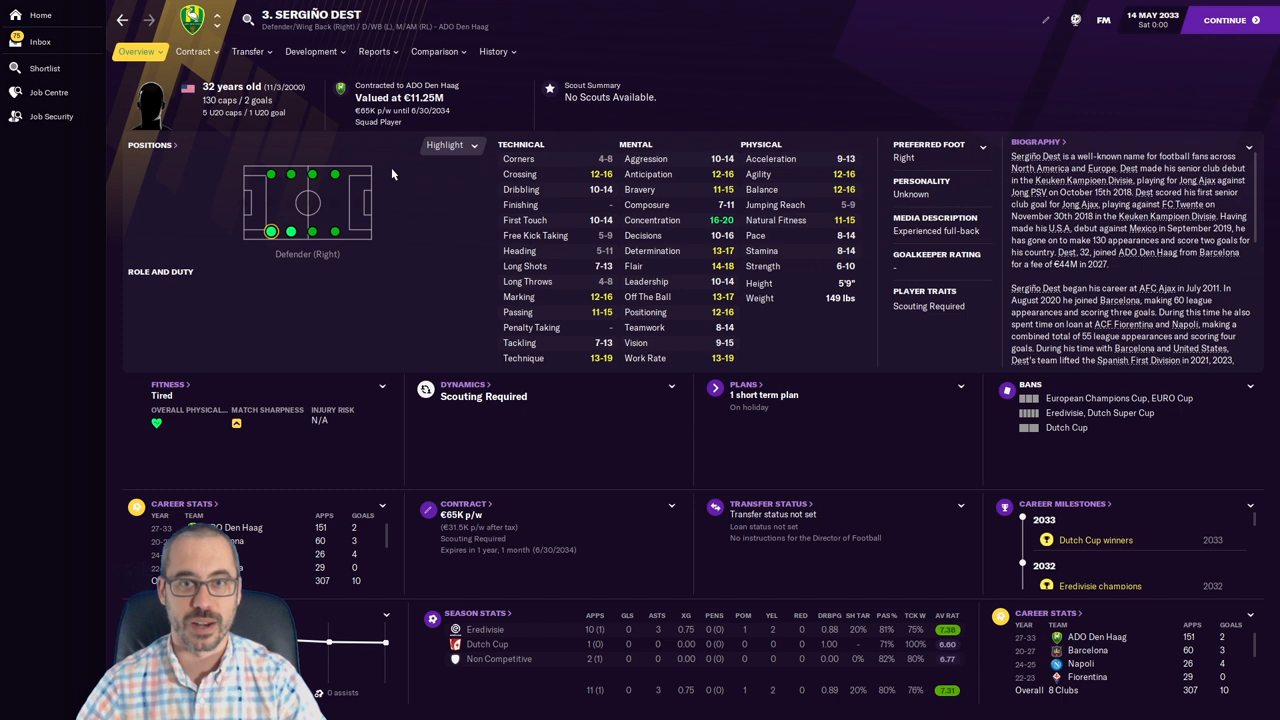 Home
75
Inbox
Shortlist
Job Centre
Job Security
3. SERGIÑO DEST
Defender/Wing Back (Right) / D/WB (L), M/AM (RL) - ADO Den Haag
FM
14 MAY 2033
Sat 0:00
CONTINUE
Overview
Contract
Transfer
Development
Reports
Comparison
History
32 years old (11/3/2000)
130 caps / 2 goals
5 U20 caps / 1 U20 goal
Contracted to ADO Den Haag
Valued at €11.25M
€65K p/w until 6/30/2034
Squad Player
Scout Summary
No Scouts Available.
POSITIONS
Highlight
Defender (Right)
ROLE AND DUTY
TECHNICAL
Corners 4-8
Crossing 12-16
Dribbling 10-14
Finishing -
First Touch 10-14
Free Kick Taking 5-9
Heading 5-11
Long Shots 7-13
Long Throws 4-8
Marking 12-16
Passing 11-15
Penalty Taking -
Tackling 7-13
Technique 13-19
MENTAL
Aggression 10-14
Anticipation 12-16
Bravery 11-15
Composure 7-11
Concentration 16-20
Decisions 10-16
Determination 13-17
Flair 14-18
Leadership 10-14
Off The Ball 13-17
Positioning 12-16
Teamwork 8-14
Vision 9-15
Work Rate 13-19
PHYSICAL
Acceleration 9-13
Agility 12-16
Balance 12-16
Jumping Reach 5-9
Natural Fitness 11-15
Pace 8-14
Stamina 8-14
Strength 6-10
Height 5'9"
Weight 149 lbs
PREFERRED FOOT
Right
PERSONALITY
Unknown
MEDIA DESCRIPTION
Experienced full-back
GOALKEEPER RATING
-
PLAYER TRAITS
Scouting Required
BIOGRAPHY
Sergiño Dest is a well-known name for football fans across
North America and Europe. Dest made his senior club debut
in the Keuken Kampioen Divisie, playing for Jong Ajax against
Jong PSV on October 15th 2018. Dest scored his first senior
club goal for Jong Ajax, playing against FC Twente on
November 30th 2018 in the Keuken Kampioen Divisie. Having
made his U.S.A. debut against Mexico in September 2019, he
has gone on to make 130 appearances and score two goals for
his country. Dest, 32, joined ADO Den Haag from Barcelona
for a fee of €44M in 2027.
Sergiño Dest began his career at AFC Ajax in July 2011. In
August 2020 he joined Barcelona, making 60 league
appearances and scoring three goals. During this time he also
spent time on loan at ACF Fiorentina and Napoli, making a
combined total of 55 league appearances and scoring four
goals. During his time with Barcelona and United States,
Dest's team lifted the Spanish First Division in 2021, 2023,
FITNESS
Tired
OVERALL PHYSICAL... MATCH SHARPNESS INJURY RISK
N/A
DYNAMICS
Scouting Required
PLANS
1 short term plan
On holiday
BANS
European Champions Cup, EURO Cup
Eredivisie, Dutch Super Cup
Dutch Cup
CAREER STATS
YEAR TEAM APPS GOALS
27-33 ADO Den Haag 151 2
60 3
26 4
29 0
307 10
CONTRACT
€65K p/w
(€31.5K p/w after tax)
Scouting Required
Expires in 1 year, 1 month (6/30/2034)
TRANSFER STATUS
Transfer status not set
Loan status not set
No instructions for the Director of Football
CAREER MILESTONES
2033
Dutch Cup winners 2033
2032
Eredivisie champions 2032
0 assists
SEASON STATS APPS GLS ASTS XG PENS POM YEL RED DRBPG SH TAR PAS % TCK W AV RAT
Eredivisie 10 (1) 0 3 0.75 0 (0) 1 2 0 0.88 20% 81% 75% 7.38
Dutch Cup 1 (0) 0 0 0.00 0 (0) 0 0 0 1.00 - 71% 100% 6.60
Non Competitive 2 (1) 0 0 0.00 0 (0) 0 0 0 0.00 0% 82% 80% 6.77
11 (1) 0 3 0.75 0 (0) 1 2 0 0.89 20% 80% 76% 7.31
CAREER STATS
YEAR TEAM APPS GOALS
27-33 ADO Den Haag 151 2
20-27 Barcelona 60 3
24-25 Napoli 26 4
22-23 Fiorentina 29 0
Overall 8 Clubs 307 10